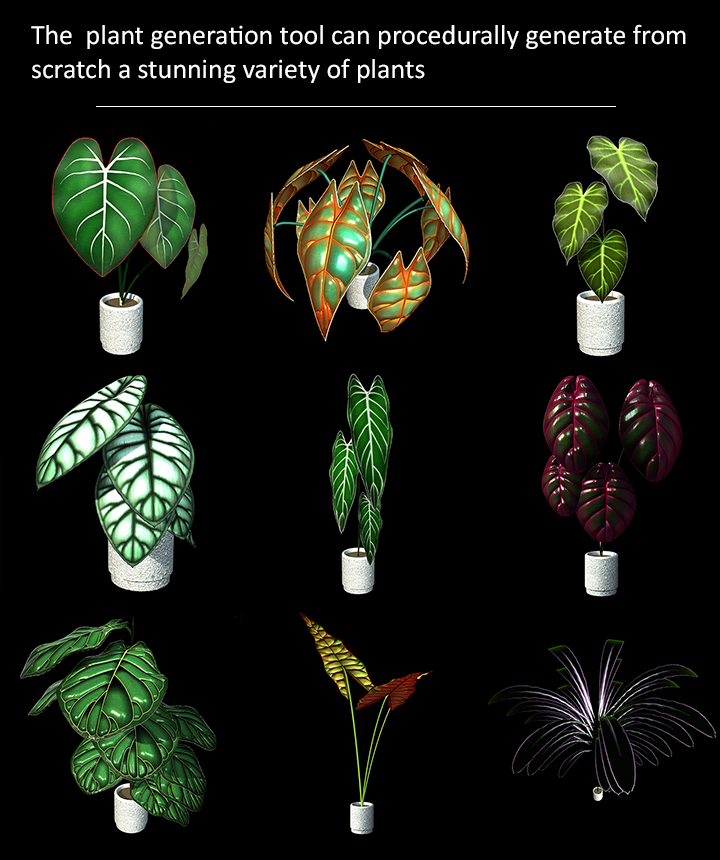 The  plant generation tool can procedurally generate from
scratch a stunning variety of plants